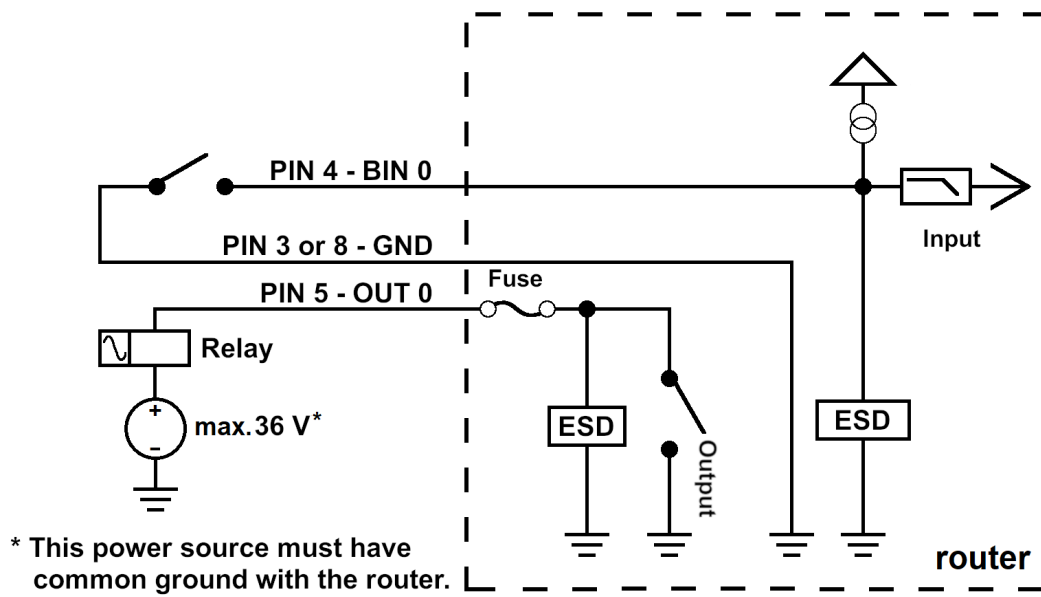 PIN 4 - BIN 0
Input
PIN 3 or 8 - GND
Fuse
PIN 5 - OUT 0
Relay
+
max. 36 V*
−
ESD
ESD
Output
router
* This power source must have
common ground with the router.